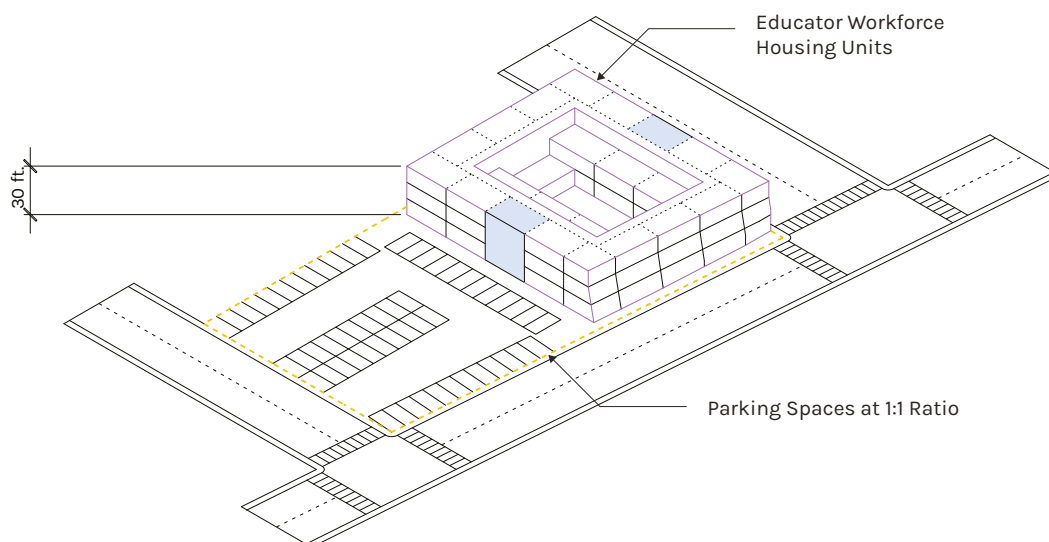 Educator Workforce
Housing Units
30 ft.
Parking Spaces at 1:1 Ratio